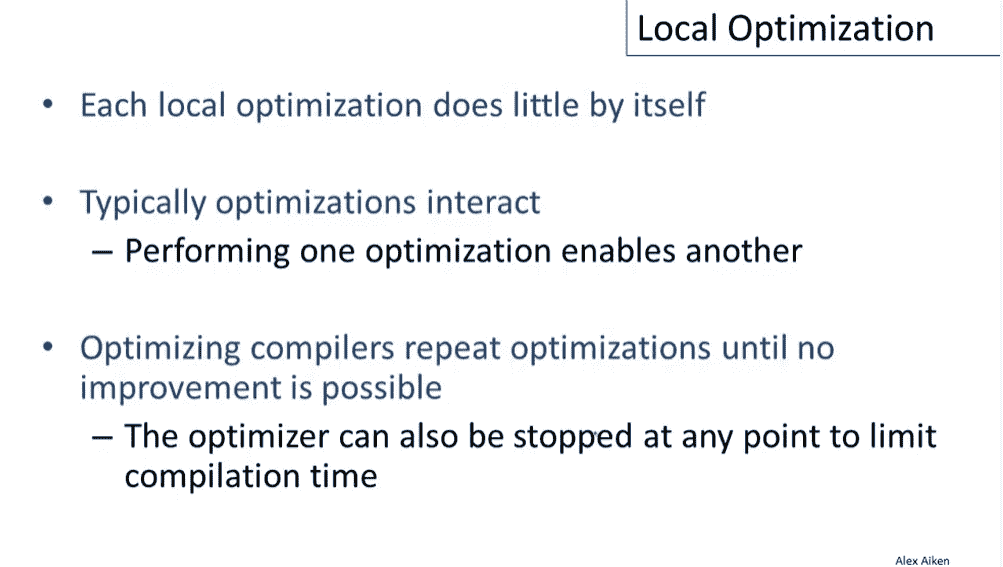 Local Optimization
• Each local optimization does little by itself
• Typically optimizations interact
– Performing one optimization enables another
• Optimizing compilers repeat optimizations until no
improvement is possible
– The optimizer can also be stopped at any point to limit
compilation time
Alex Aiken